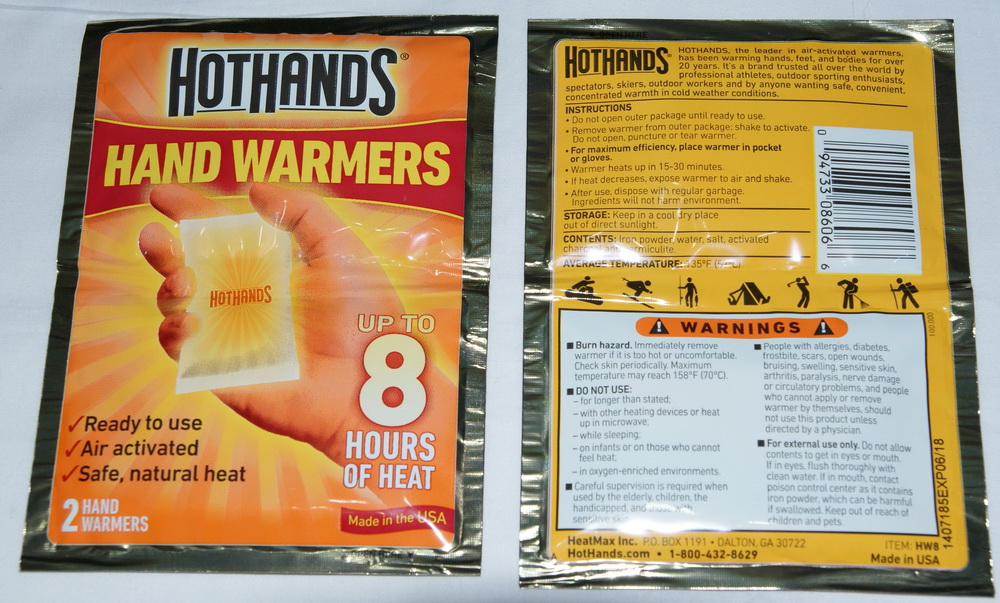 HOTHANDS®
HAND WARMERS
HOTHANDS
UP TO
8
HOURS
OF HEAT
✓Ready to use
✓Air activated
✓Safe, natural heat
2 HAND
WARMERS
Made in the USA
HOTHANDS
HOTHANDS, the leader in air-activated warmers,
has been warming hands, feet, and bodies for over
20 years. It's a brand trusted all over the world by
professional athletes, outdoor sporting enthusiasts,
spectators, skiers, outdoor workers and by anyone wanting safe, convenient,
concentrated warmth in cold weather conditions.
INSTRUCTIONS
• Do not open outer package until ready to use.
• Remove warmer from outer package; shake to activate.
Do not open, puncture or tear warmer.
• For maximum efficiency, place warmer in pocket
or gloves.
• Warmer heats up in 15-30 minutes.
• If heat decreases, expose warmer to air and shake.
• After use, dispose with regular garbage.
Ingredients will not harm environment.
STORAGE: Keep in a cool dry place
out of direct sunlight.
CONTENTS: Iron powder, water, salt, activated
charcoal and vermiculite
AVERAGE TEMPERATURE: 135°F (57°C)
0 94733 08606 6
WARNINGS
■ Burn hazard. Immediately remove
warmer if it is too hot or uncomfortable.
Check skin periodically. Maximum
temperature may reach 158°F (70°C).
■ DO NOT USE:
– for longer than stated;
– with other heating devices or heat
up in microwave;
– while sleeping;
– on infants or on those who cannot
feel heat;
– in oxygen-enriched environments.
■ Careful supervision is required when
used by the elderly, children, the
handicapped, and those with
sensitive skin.
■ People with allergies, diabetes,
frostbite, scars, open wounds,
bruising, swelling, sensitive skin,
arthritis, paralysis, nerve damage
or circulatory problems, and people
who cannot apply or remove
warmer by themselves, should
not use this product unless
directed by a physician.
■ For external use only. Do not allow
contents to get in eyes or mouth.
If in eyes, flush thoroughly with
clean water. If in mouth, contact
poison control center as it contains
iron powder, which can be harmful
if swallowed. Keep out of reach of
children and pets.
1407185EXP06/18
HeatMax Inc. P.O. BOX 1191 • DALTON, GA 30722
HotHands.com • 1-800-432-8629
ITEM: HW8
Made in USA